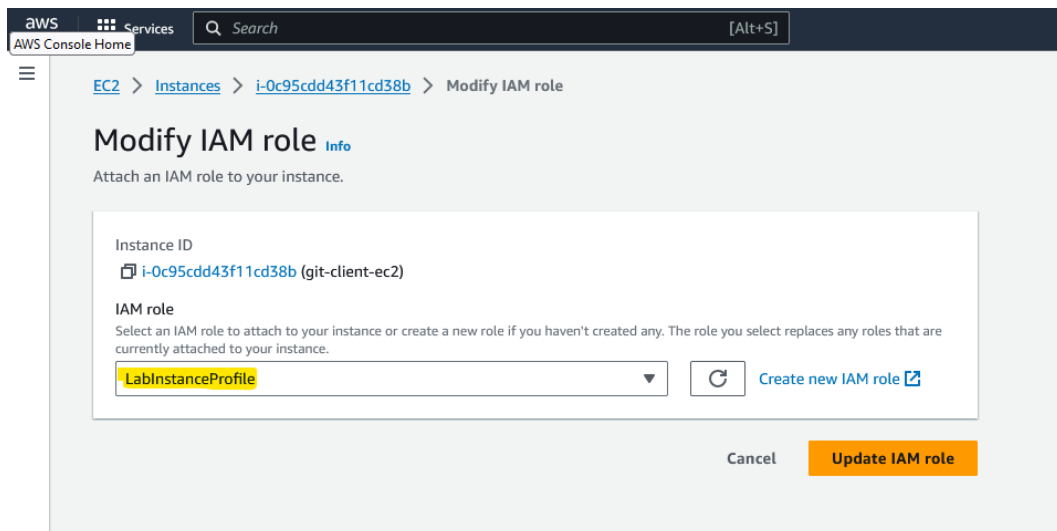 aws
Services
Search
[Alt+S]
AWS Console Home
EC2 > Instances > i-0c95cdd43f11cd38b > Modify IAM role
Modify IAM role Info
Attach an IAM role to your instance.
Instance ID
i-0c95cdd43f11cd38b (git-client-ec2)
IAM role
Select an IAM role to attach to your instance or create a new role if you haven't created any. The role you select replaces any roles that are
currently attached to your instance.
LabInstanceProfile
Create new IAM role
Cancel
Update IAM role